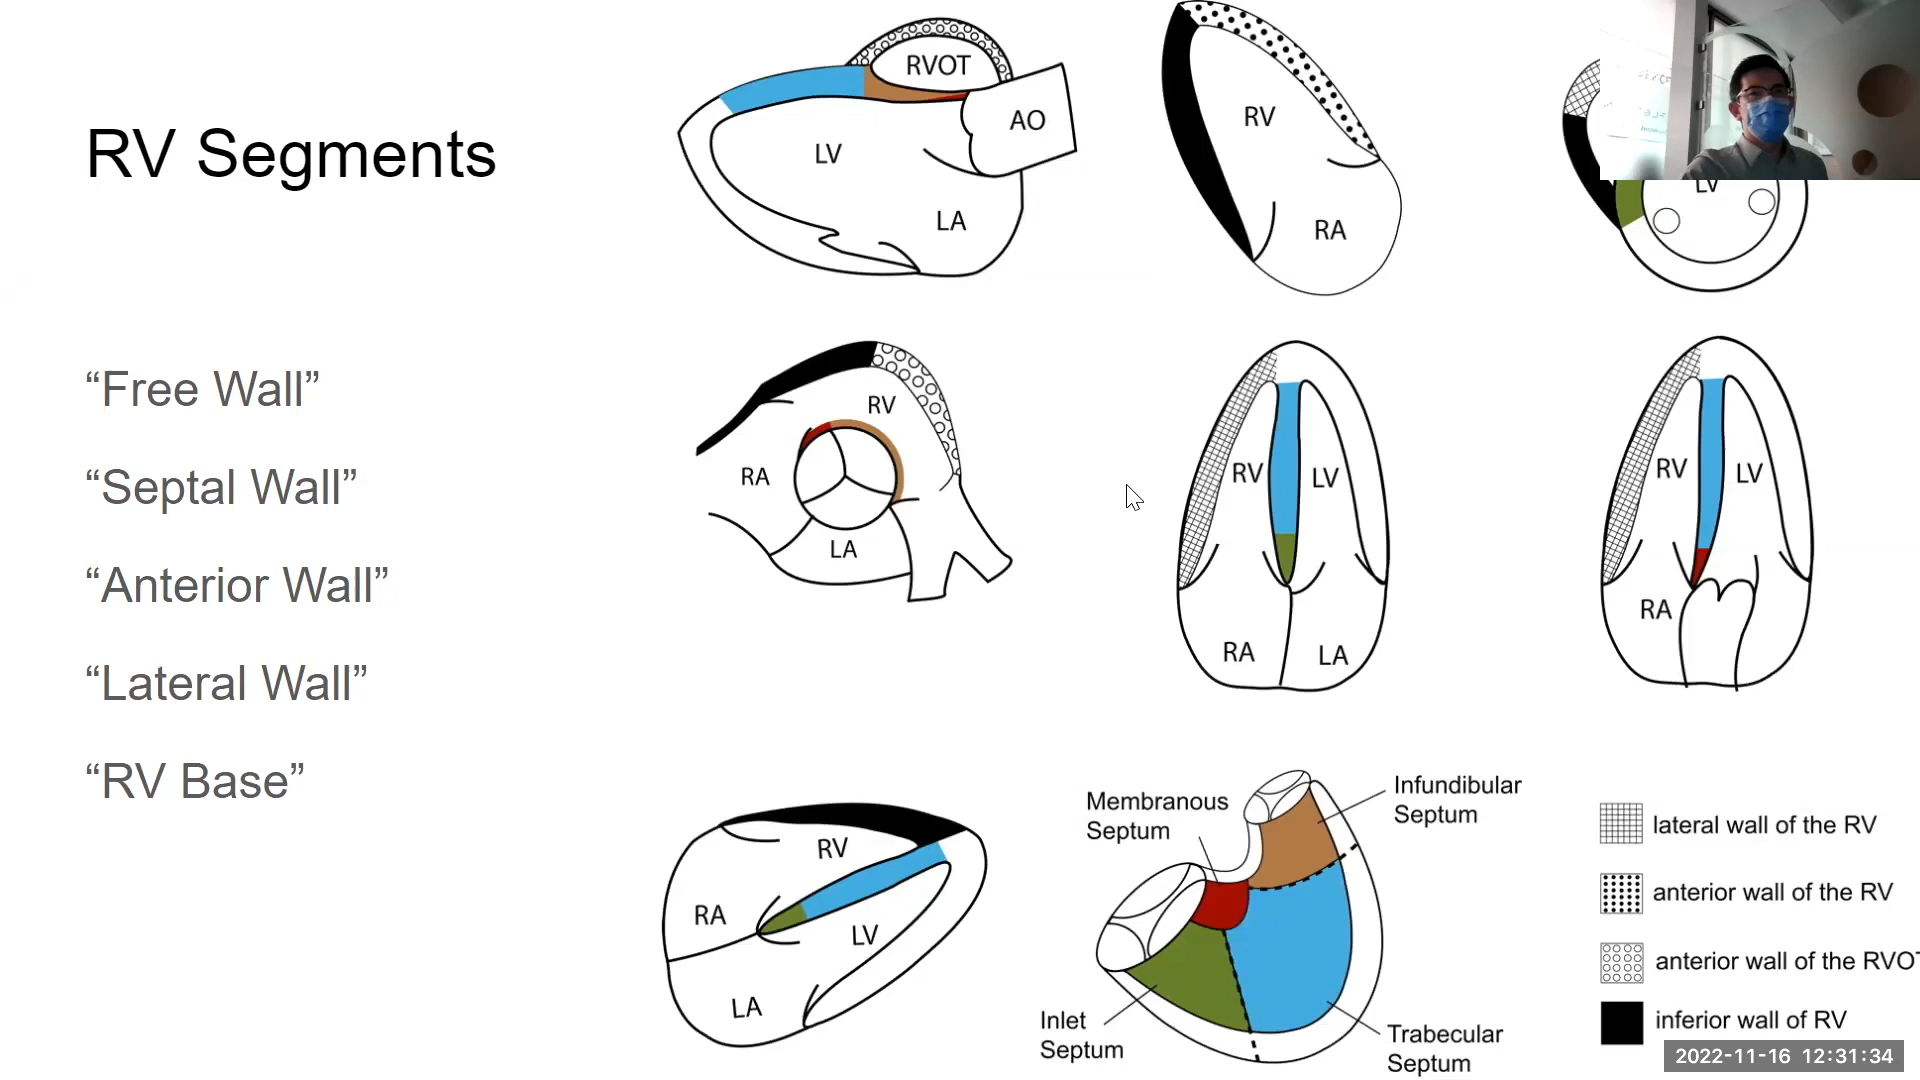 RV Segments
“Free Wall”
“Septal Wall”
“Anterior Wall”
“Lateral Wall”
“RV Base”
RVOT
AO
LV
LA
RV
RA
LV
RV
RA
LA
RV
LV
RA
LA
RV
LV
RA
RV
RA
LV
LA
Membranous
Septum
Infundibular
Septum
Inlet
Septum
Trabecular
Septum
lateral wall of the RV
anterior wall of the RV
anterior wall of the RVOT
inferior wall of RV
2022-11-16 12:31:34